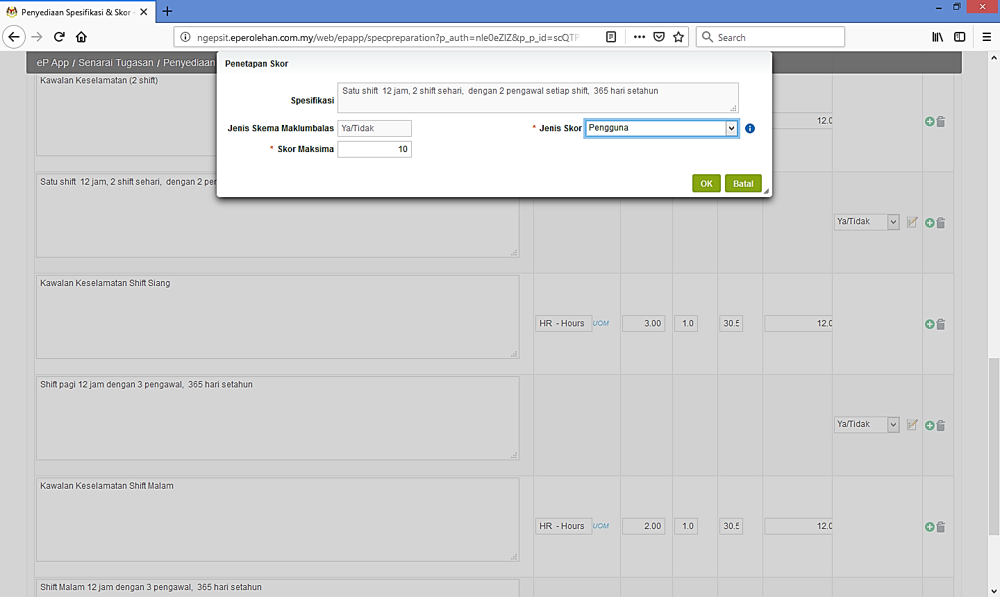 Penyediaan Spesifikasi & Skor -
ngepsit.eperolehan.com.my/web/epapp/specpreparation?p_auth=nle0eZlZ&p_p_id=scQTP
Search
eP App / Senarai Tugasan / Penyediaan
Penetapan Skor
Spesifikasi
Satu shift 12 jam, 2 shift sehari, dengan 2 pengawal setiap shift, 365 hari setahun
Jenis Skema Maklumbalas Ya/Tidak * Jenis Skor Pengguna
* Skor Maksima 10
OK Batal
Kawalan Keselamatan (2 shift)
12.0
Satu shift 12 jam, 2 shift sehari, dengan 2 per
Ya/Tidak
Kawalan Keselamatan Shift Siang
HR - Hours UOM 3.00 1.0 30.5 12.0
Shift pagi 12 jam dengan 3 pengawal, 365 hari setahun
Ya/Tidak
Kawalan Keselamatan Shift Malam
HR - Hours UOM 2.00 1.0 30.5 12.0
Shift Malam 12 jam dengan 3 pengawal, 365 hari setahun